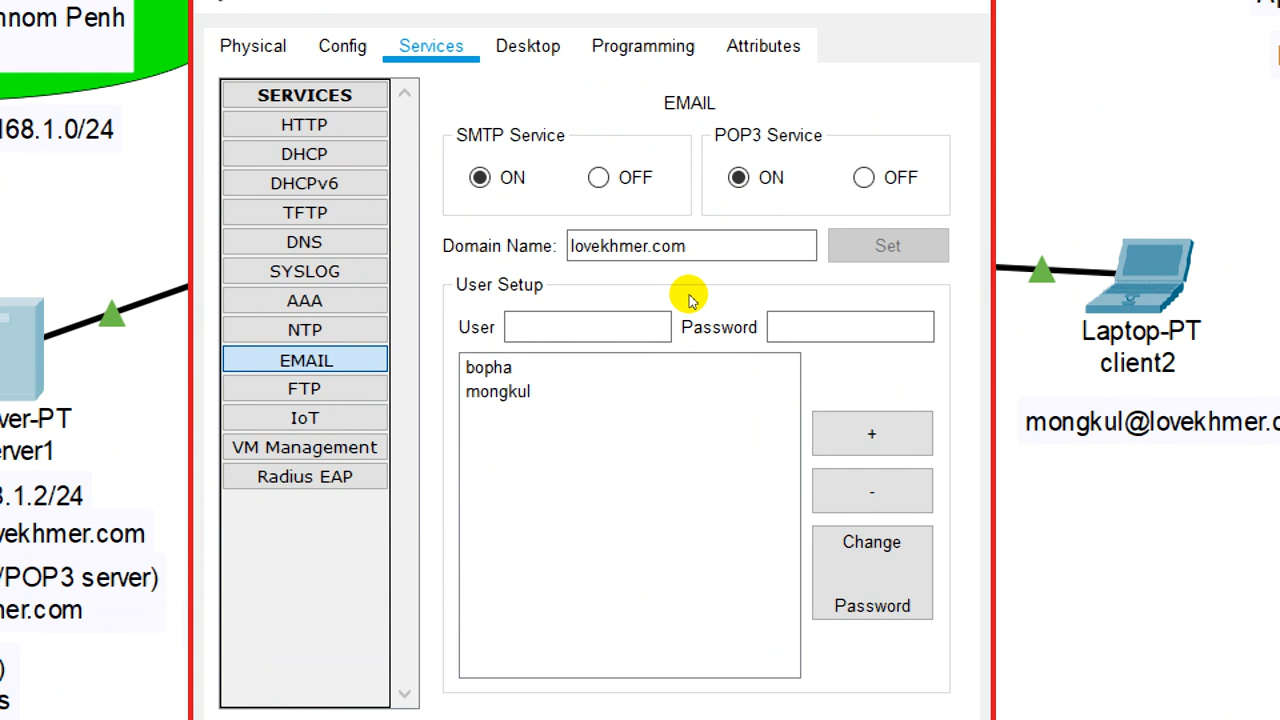 nnom Penh
168.1.0/24
ver-PT
erver1
3.1.2/24
vekhmer.com
/POP3 server)
ner.com
)
s
Physical Config Services Desktop Programming Attributes
SERVICES
HTTP
DHCP
DHCPv6
TFTP
DNS
SYSLOG
AAA
NTP
EMAIL
FTP
IoT
VM Management
Radius EAP
EMAIL
SMTP Service
ON OFF
POP3 Service
ON OFF
Domain Name: lovekhmer.com Set
User Setup
User Password
bopha
mongkul
+
-
Change
Password
Laptop-PT
client2
mongkul@lovekhmer.c